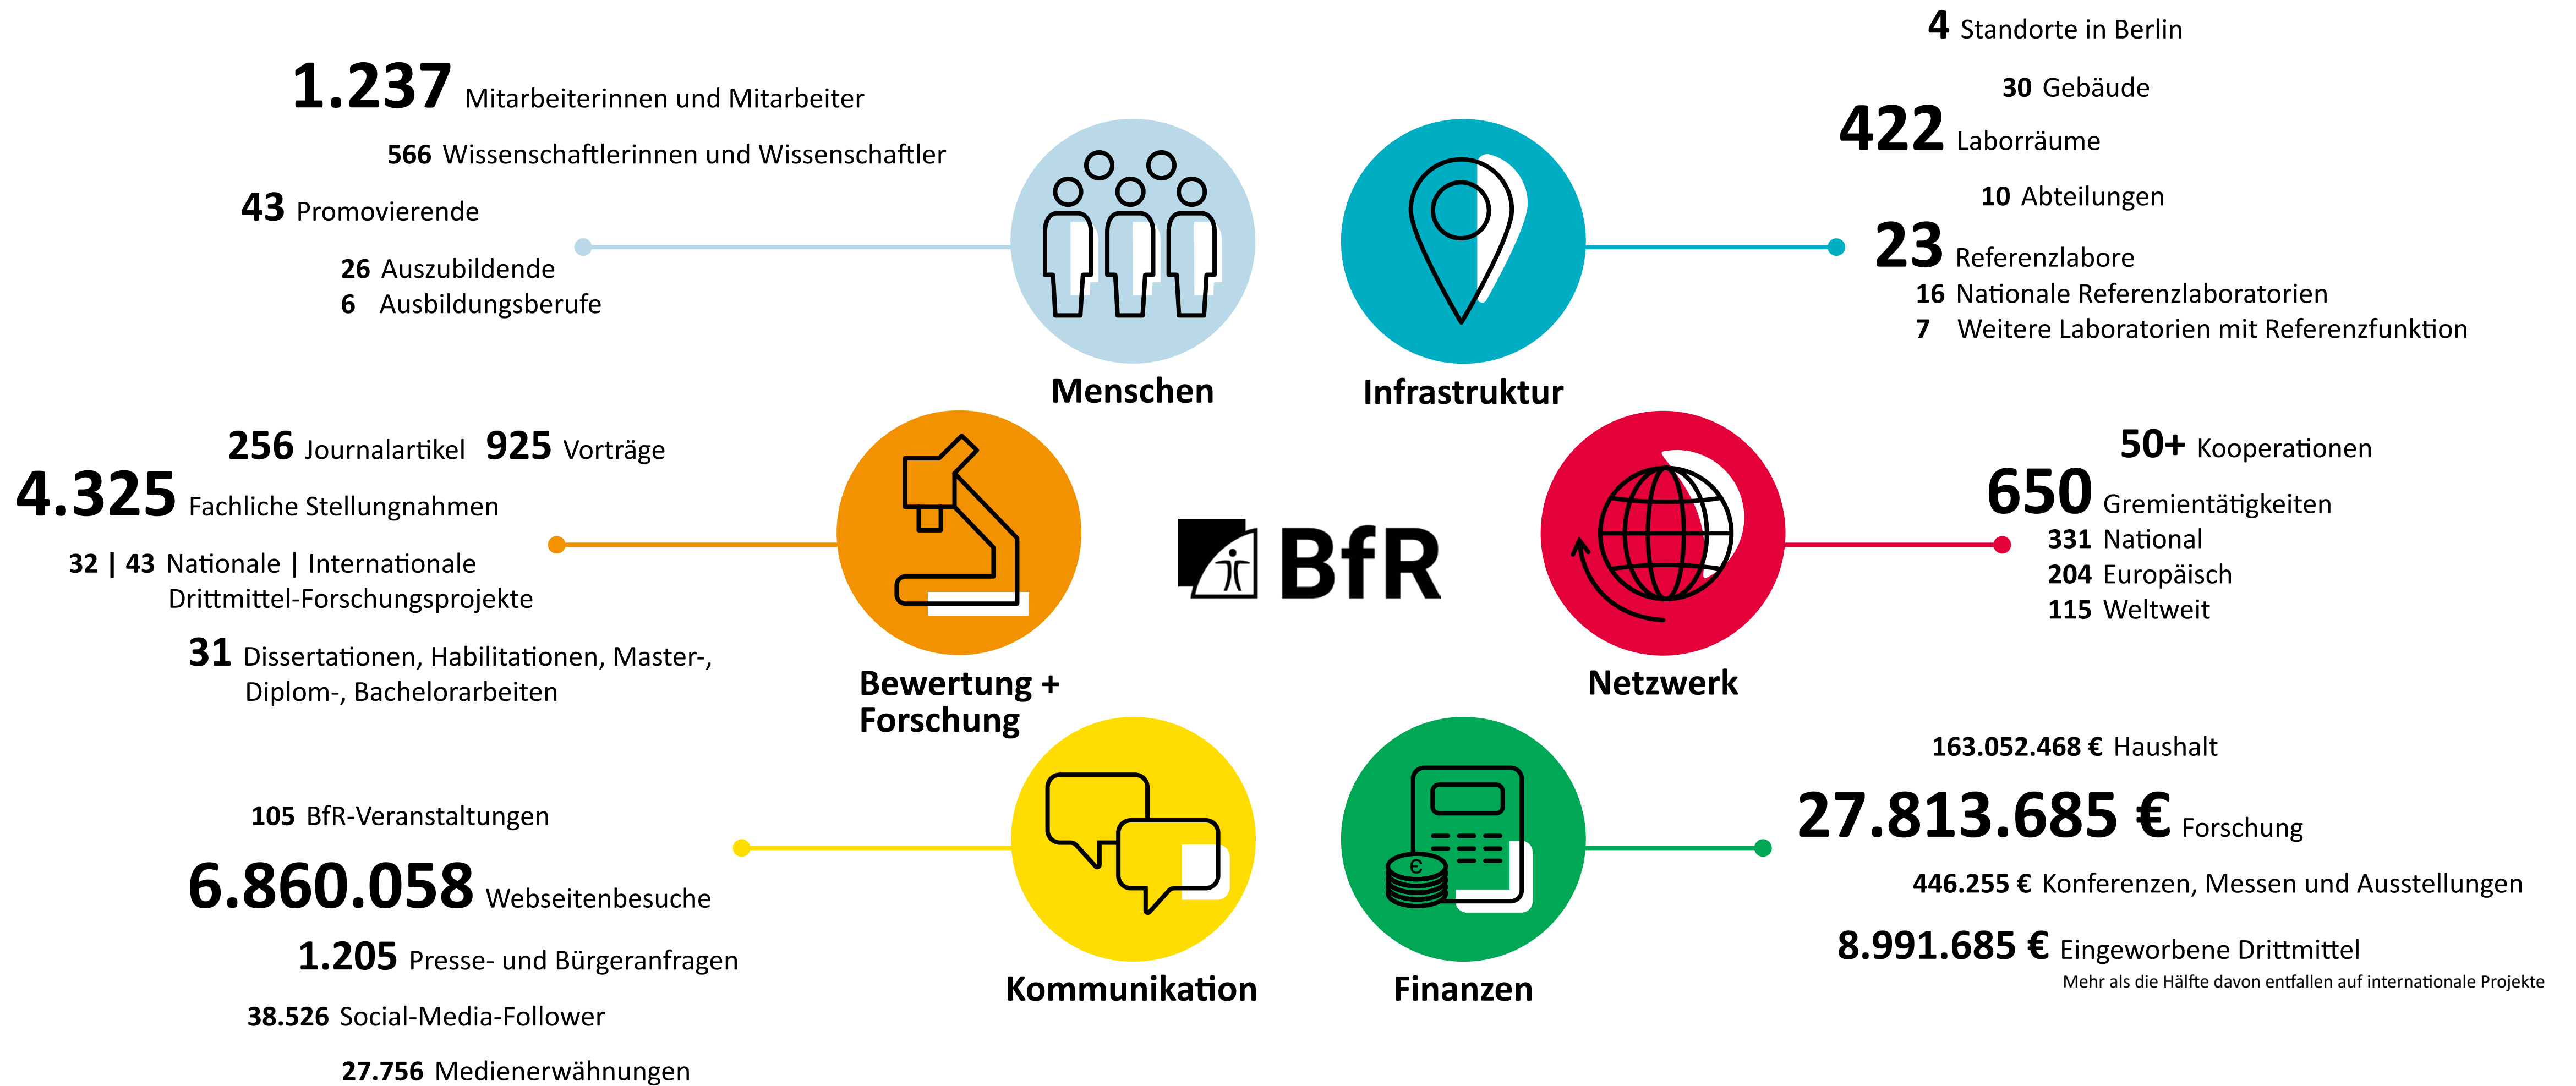 1.237 Mitarbeiterinnen und Mitarbeiter
566 Wissenschaftlerinnen und Wissenschaftler
43 Promovierende
26 Auszubildende
6 Ausbildungsberufe
Menschen
4 Standorte in Berlin
30 Gebäude
422 Laborräume
10 Abteilungen
23 Referenzlabore
16 Nationale Referenzlaboratorien
7 Weitere Laboratorien mit Referenzfunktion
Infrastruktur
256 Journalartikel 925 Vorträge
4.325 Fachliche Stellungnahmen
32 | 43 Nationale | Internationale
Drittmittel-Forschungsprojekte
31 Dissertationen, Habilitationen, Master-,
Diplom-, Bachelorarbeiten
Bewertung +
Forschung
BfR
50+ Kooperationen
650 Gremientätigkeiten
331 National
204 Europäisch
115 Weltweit
Netzwerk
105 BfR-Veranstaltungen
6.860.058 Webseitenbesuche
1.205 Presse- und Bürgeranfragen
38.526 Social-Media-Follower
27.756 Medienerwähnungen
Kommunikation
163.052.468 € Haushalt
27.813.685 € Forschung
446.255 € Konferenzen, Messen und Ausstellungen
8.991.685 € Eingeworbene Drittmittel
Mehr als die Hälfte davon entfallen auf internationale Projekte
€
Finanzen